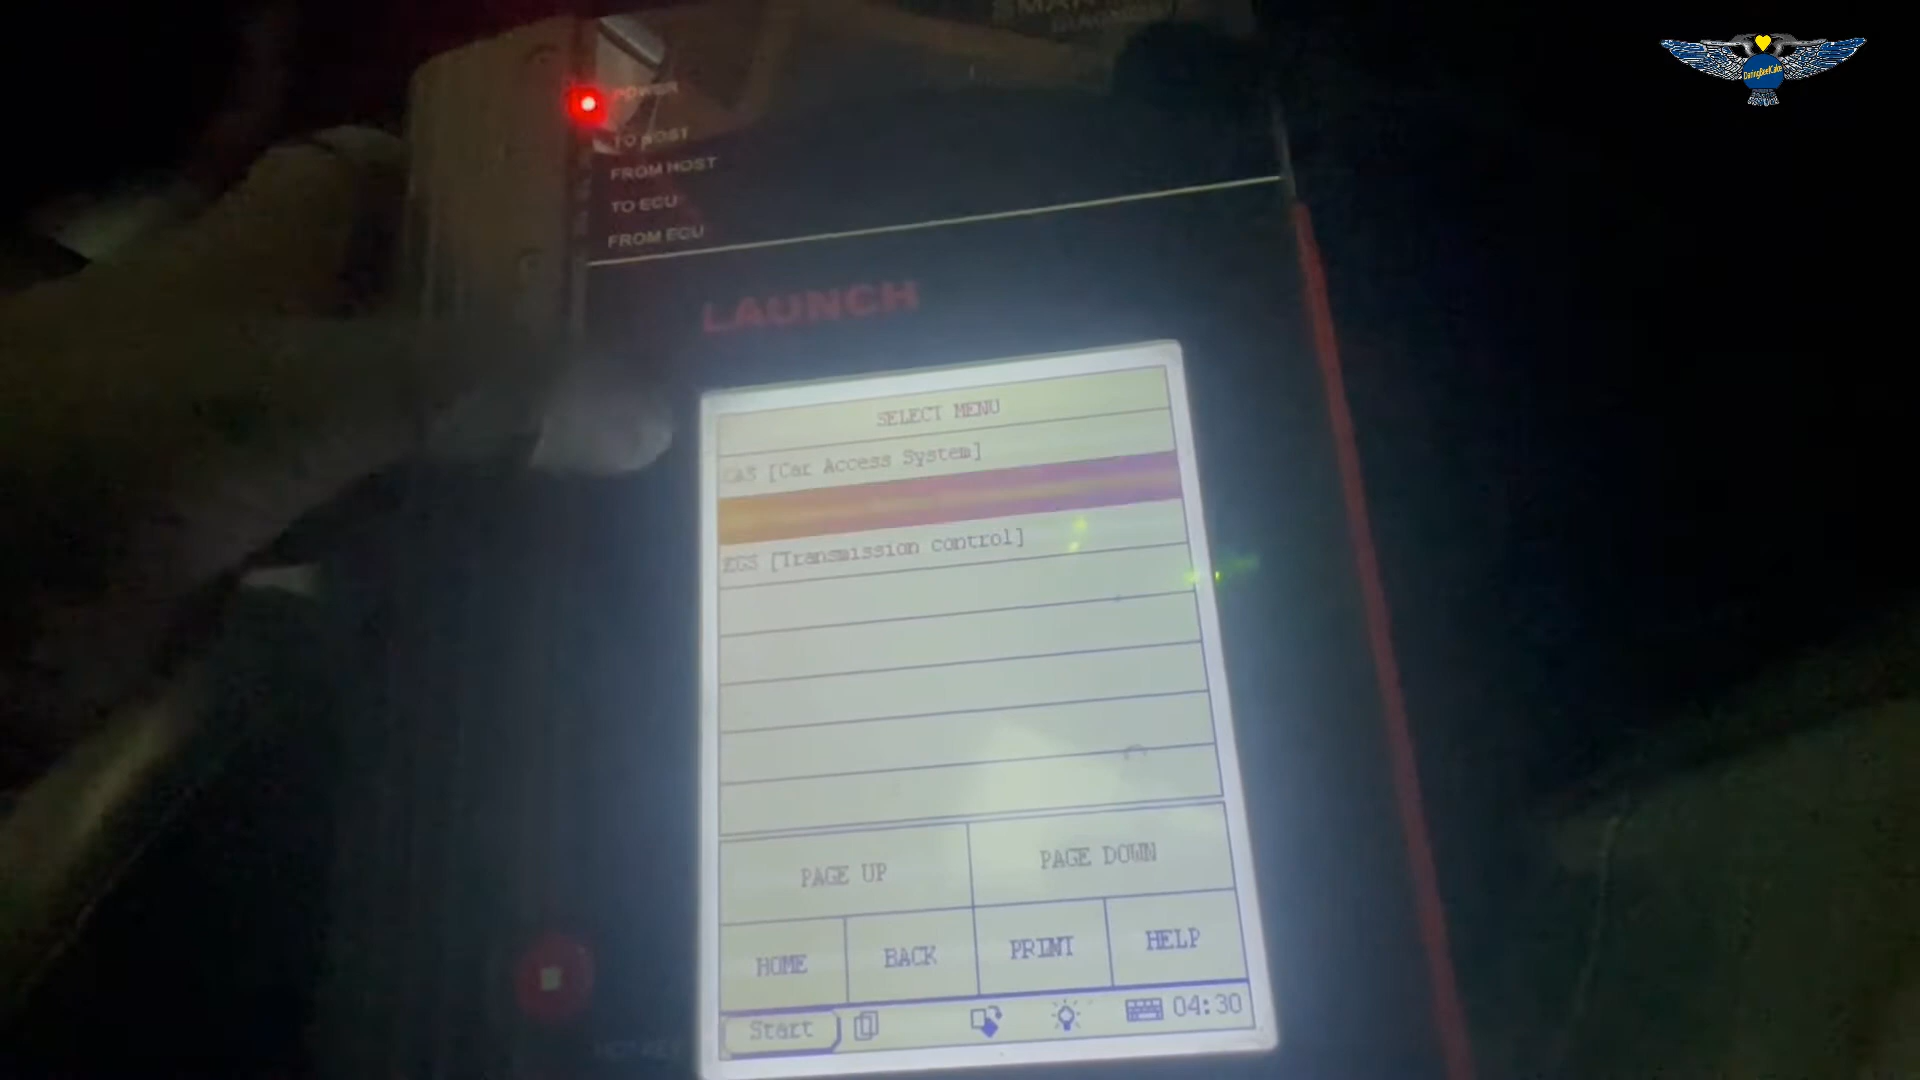 POWER
TO HOST
FROM HOST
TO ECU
FROM ECU
LAUNCH
SELECT MENU
CAS [Car Access System]
EGS [Transmission control]
PAGE UP
PAGE DOWN
HOME
BACK
PRINT
HELP
Start
04:30